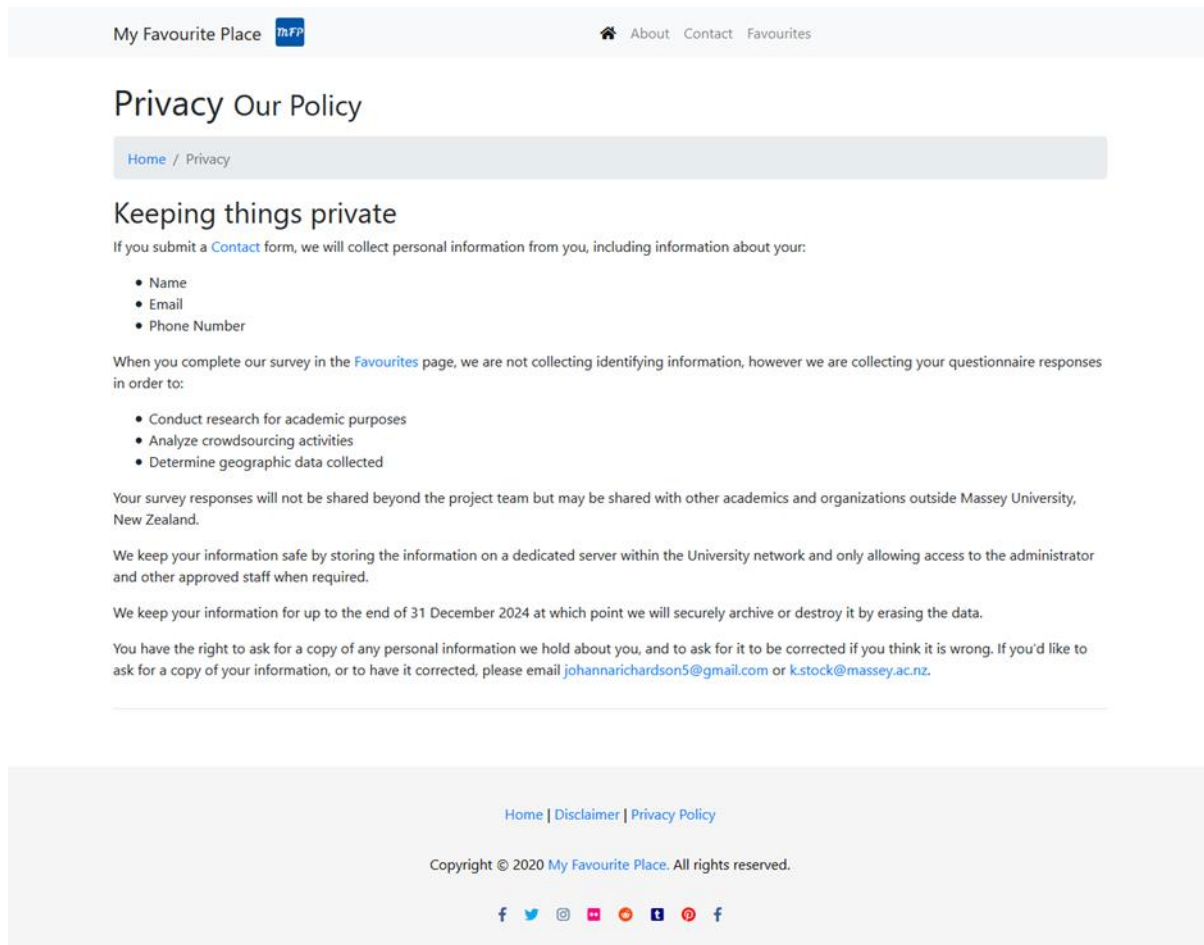 My Favourite Place MFP About Contact Favourites
Privacy Our Policy
Home / Privacy
Keeping things private
If you submit a Contact form, we will collect personal information from you, including information about your:
• Name
• Email
• Phone Number
When you complete our survey in the Favourites page, we are not collecting identifying information, however we are collecting your questionnaire responses
in order to:
• Conduct research for academic purposes
• Analyze crowdsourcing activities
• Determine geographic data collected
Your survey responses will not be shared beyond the project team but may be shared with other academics and organizations outside Massey University,
New Zealand.
We keep your information safe by storing the information on a dedicated server within the University network and only allowing access to the administrator
and other approved staff when required.
We keep your information for up to the end of 31 December 2024 at which point we will securely archive or destroy it by erasing the data.
You have the right to ask for a copy of any personal information we hold about you, and to ask for it to be corrected if you think it is wrong. If you'd like to
ask for a copy of your information, or to have it corrected, please email johannarichardson5@gmail.com or k.stock@massey.ac.nz.
Home | Disclaimer | Privacy Policy
Copyright © 2020 My Favourite Place. All rights reserved.